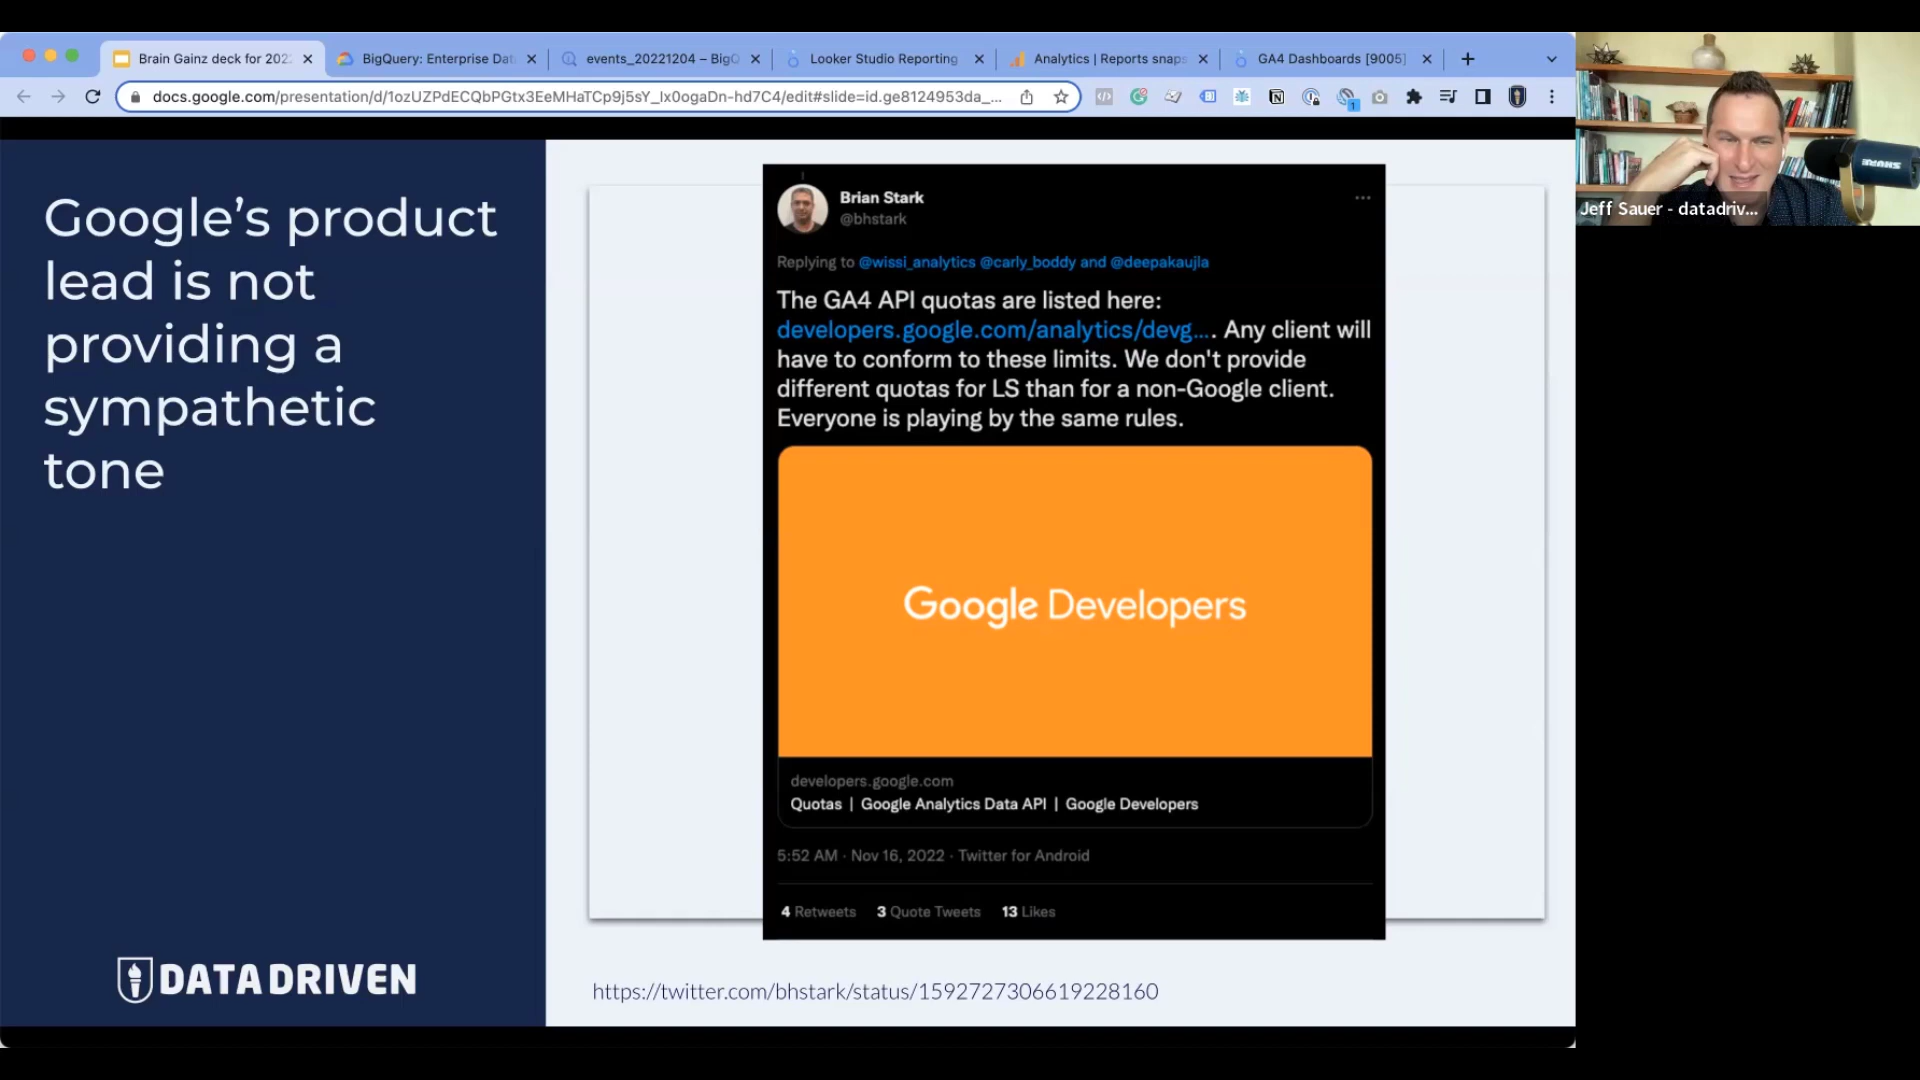 Brain Gainz deck for 202
BigQuery: Enterprise Dat
events_20221204 – BigQ
Looker Studio Reporting
Analytics | Reports snaps
GA4 Dashboards [9005]
docs.google.com/presentation/d/1ozUZPdECQbPGtx3EeMHaTCp9j5sY_Ix0ogaDn-hd7C4/edit#slide=id.ge8124953da_...
1
SHURE
Jeff Sauer - datadriv...
Google’s product
lead is not
providing a
sympathetic
tone
DATA DRIVEN
Brian Stark
@bhstark
Replying to @wissi_analytics @carly_boddy and @deepakaujla
The GA4 API quotas are listed here:
developers.google.com/analytics/devg.... Any client will
have to conform to these limits. We don't provide
different quotas for LS than for a non-Google client.
Everyone is playing by the same rules.
Google Developers
developers.google.com
Quotas | Google Analytics Data API | Google Developers
5:52 AM · Nov 16, 2022 · Twitter for Android
4 Retweets 3 Quote Tweets 13 Likes
https://twitter.com/bhstark/status/1592727306619228160